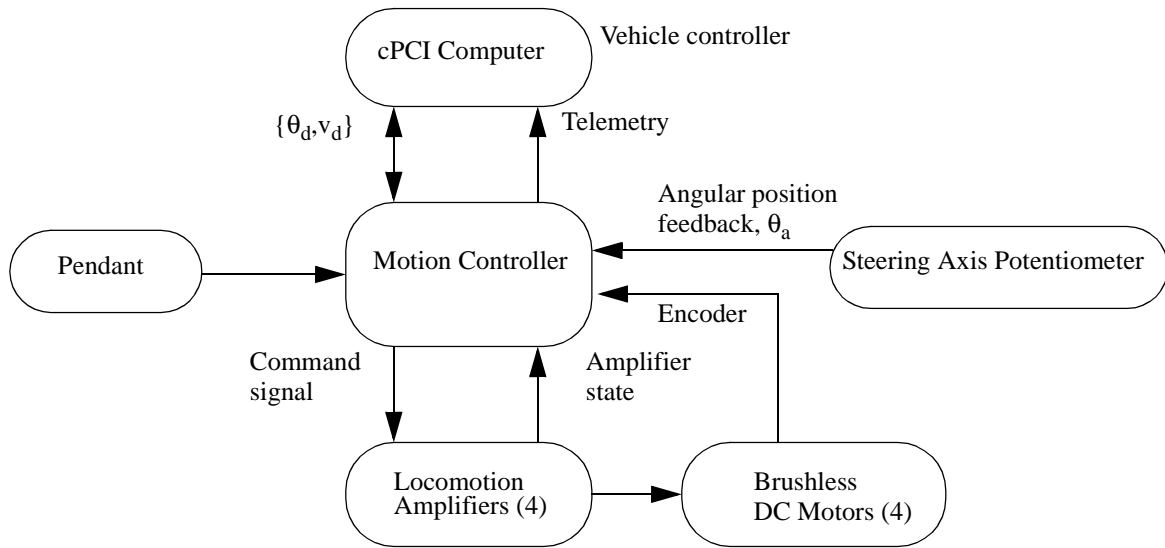 cPCI Computer
Vehicle controller
{θd,vd}
Telemetry
Angular position
feedback, θa
Pendant
Motion Controller
Steering Axis Potentiometer
Encoder
Command
signal
Amplifier
state
Locomotion
Amplifiers (4)
Brushless
DC Motors (4)